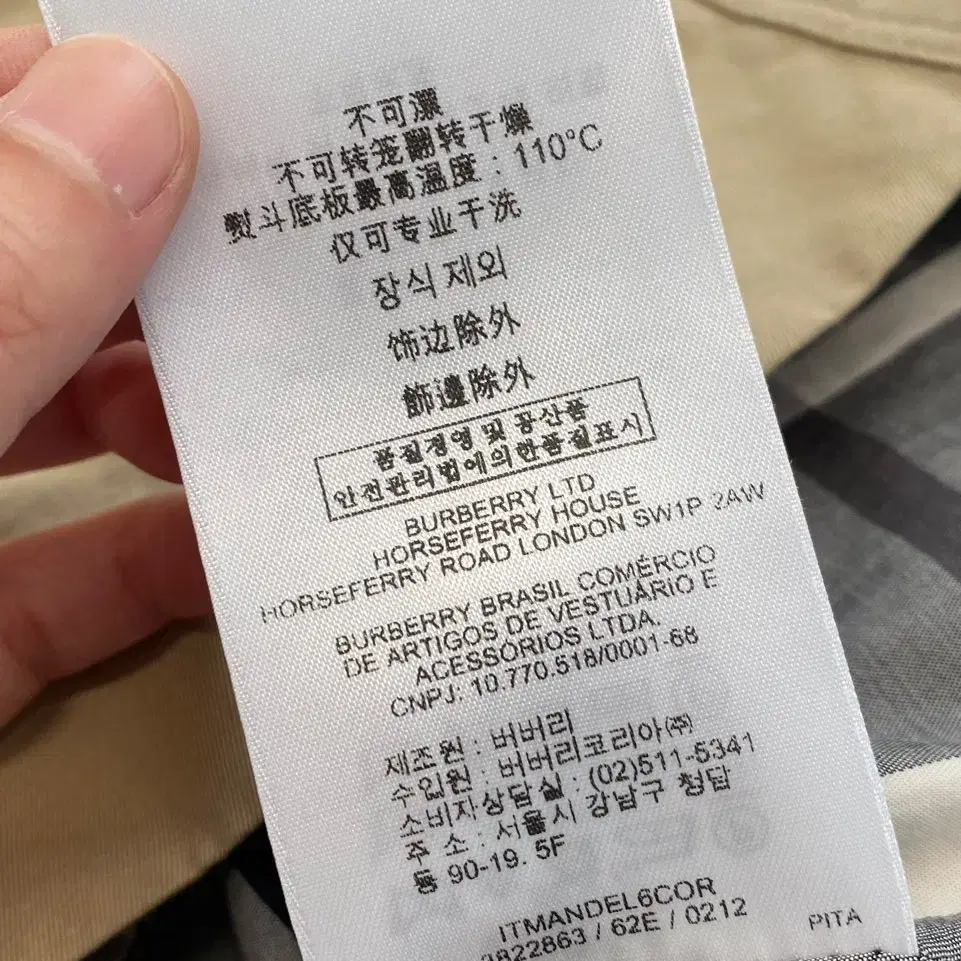 不可漂
不可转笼翻转干燥
熨斗底板最高温度 : 110°C
仅可专业干洗
장식 제외
饰边除外
飾邊除外
품질경영 및 공산품
안전관리법에의한품질표시
BURBERRY LTD
HORSEFERRY HOUSE
HORSEFERRY ROAD LONDON SW1P 2AW
BURBERRY BRASIL COMÉRCIO
DE ARTIGOS DE VESTUÁRIO E
ACESSÓRIOS LTDA.
CNPJ: 10.770.518/0001-68
제조원 : 버버리
수입원 : 버버리코리아㈜
소비자상담실 : (02)511-5341
주 소 : 서울시 강남구 청담
동 90-19. 5F
ITMANDEL6COR
3822863 / 62E / 0212
PITA